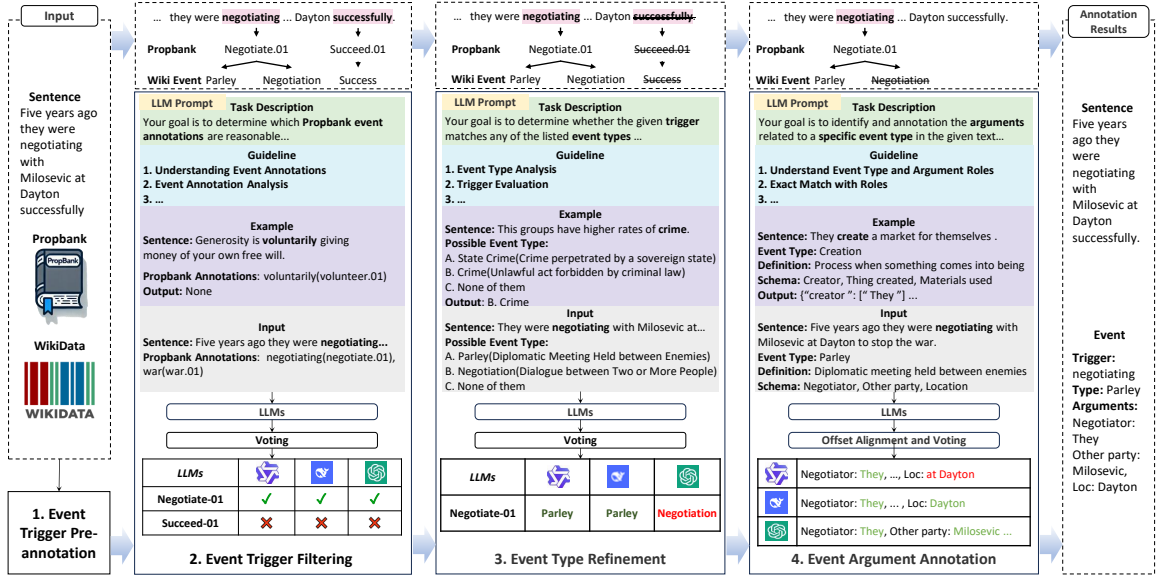 Input
Sentence
Five years ago
they were
negotiating
with
Milosevic at
Dayton
successfully
Propbank
PropBank
WikiData
WIKIDATA
1. Event
Trigger Pre-
annotation
... they were negotiating ... Dayton successfully.
Propbank Negotiate.01 Succeed.01
Wiki Event Parley Negotiation Success
LLM Prompt
Task Description
Your goal is to determine which Propbank event
annotations are reasonable...
Guideline
1. Understanding Event Annotations
2. Event Annotation Analysis
3. ...
Example
Sentence: Generosity is voluntarily giving
money of your own free will.
Propbank Annotations: voluntarily(volunteer.01)
Output: None
Input
Sentence: Five years ago they were negotiating...
Propbank Annotations: negotiating(negotiate.01),
war(war.01)
LLMs
Voting
LLMs
Negotiate-01 ✓ ✓ ✓
Succeed-01 ✗ ✗ ✗
2. Event Trigger Filtering
... they were negotiating ... Dayton successfully.
Propbank Negotiate.01 Succeed.01
Wiki Event Parley Negotiation Success
LLM Prompt
Task Description
Your goal is to determine whether the given trigger
matches any of the listed event types ...
Guideline
1. Event Type Analysis
2. Trigger Evaluation
3. ...
Example
Sentence: This groups have higher rates of crime.
Possible Event Type:
A. State Crime(Crime perpetrated by a sovereign state)
B. Crime(Unlawful act forbidden by criminal law)
C. None of them
Output: B. Crime
Input
Sentence: They were negotiating with Milosevic at...
Possible Event Type:
A. Parley(Diplomatic Meeting Held between Enemies)
B. Negotiation(Dialogue between Two or More People)
C. None of them
LLMs
Voting
LLMs
Negotiate-01 Parley Parley Negotiation
3. Event Type Refinement
... they were negotiating ... Dayton successfully.
Propbank Negotiate.01
Wiki Event Parley Negotiation
LLM Prompt
Task Description
Your goal is to identify and annotation the arguments
related to a specific event type in the given text...
Guideline
1. Understand Event Type and Argument Roles
2. Exact Match with Roles
3. ...
Example
Sentence: They create a market for themselves .
Event Type: Creation
Definition: Process when something comes into being
Schema: Creator, Thing created, Materials used
Output: {“creator ”: [“ They ”] ...
Input
Sentence: Five years ago they were negotiating with
Milosevic at Dayton to stop the war.
Event Type: Parley
Definition: Diplomatic meeting held between enemies
Schema: Negotiator, Other party, Location
LLMs
Offset Alignment and Voting
Negotiator: They, ..., Loc: at Dayton
Negotiator: They, ... , Loc: Dayton
Negotiator: They, Other party: Milosevic ...
4. Event Argument Annotation
Annotation
Results
Sentence
Five years
ago they
were
negotiating
with
Milosevic at
Dayton
successfully.
Event
Trigger:
negotiating
Type: Parley
Arguments:
Negotiator:
They
Other party:
Milosevic,
Loc: Dayton